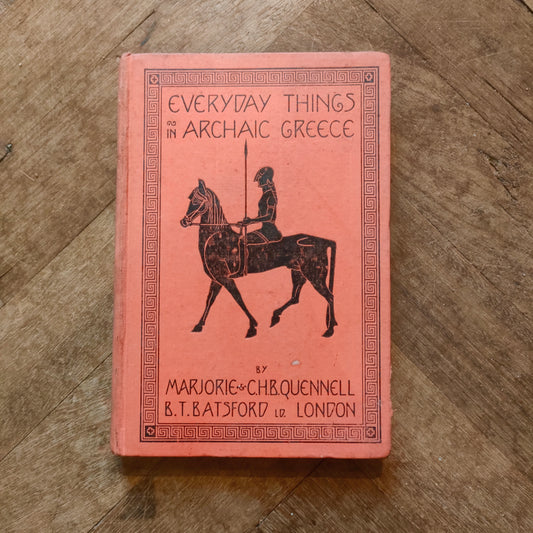 EVERYDAY THINGS
IN ARCHAIC GREECE
BY
MARJORIE & C.H.B. QUENNELL
B.T. BATSFORD LD. LONDON